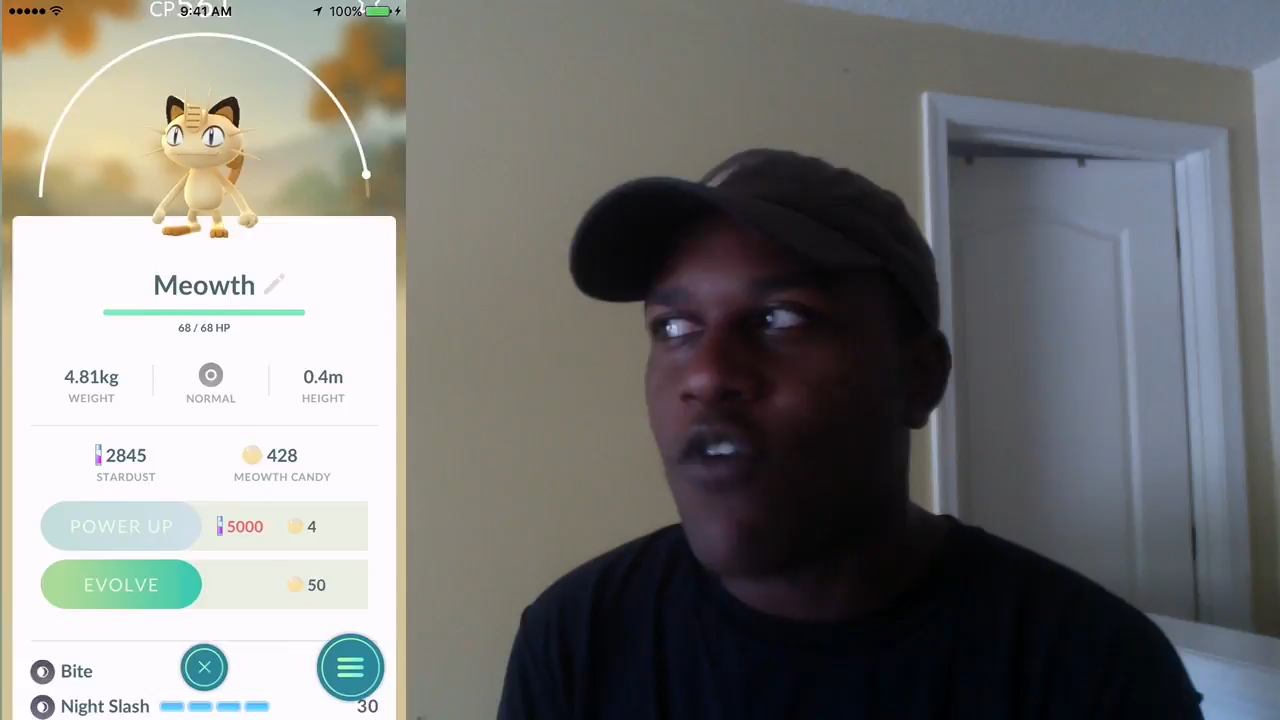 CP
9:41 AM
100%
Meowth
68 / 68 HP
4.81kg
WEIGHT
NORMAL
0.4m
HEIGHT
2845
STARDUST
428
MEOWTH CANDY
POWER UP
5000
4
EVOLVE
50
Bite
Night Slash
30